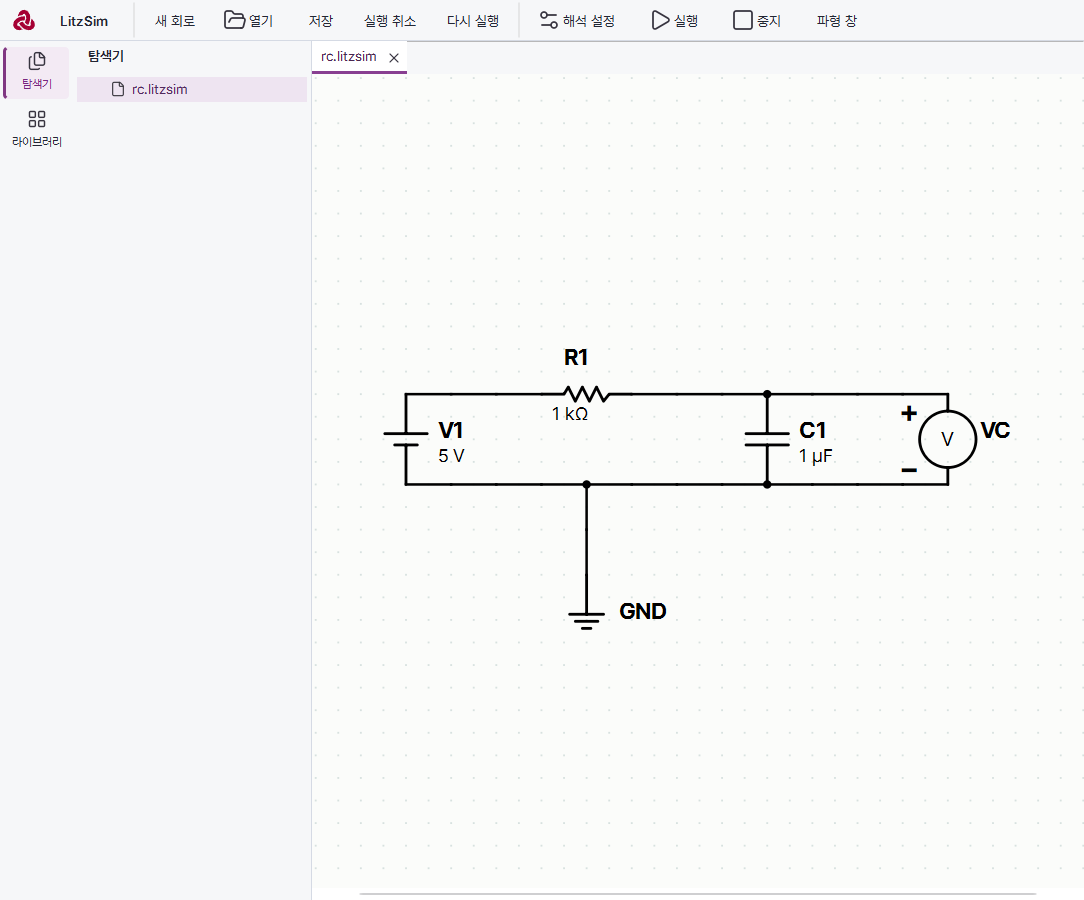 LitzSim 새 회로 열기 저장 실행 취소 다시 실행 해석 설정 실행 중지 파형 창
탐색기
라이브러리
탐색기
rc.litzsim
rc.litzsim
R1
1 kΩ
V1
5 V
C1
1 µF
+
V
−
VC
GND